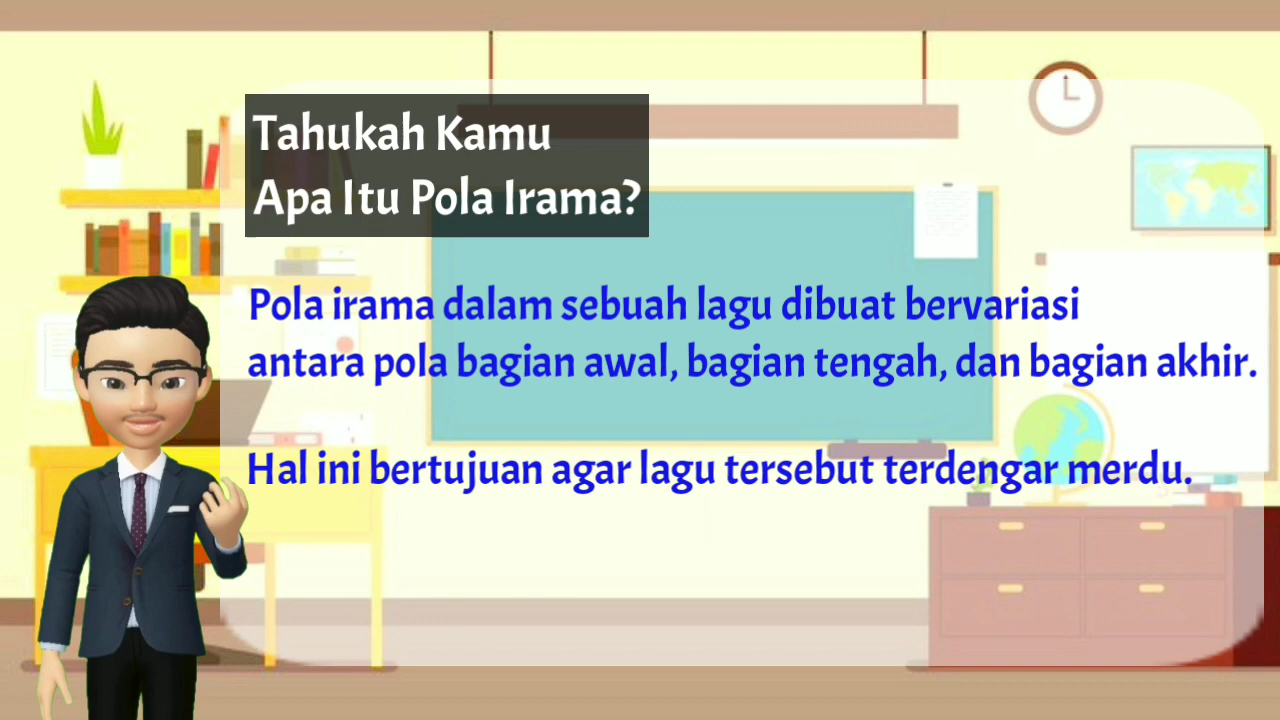 Tahukah Kamu
Apa Itu Pola Irama?
Pola irama dalam sebuah lagu dibuat bervariasi
antara pola bagian awal, bagian tengah, dan bagian akhir.
Hal ini bertujuan agar lagu tersebut terdengar merdu.